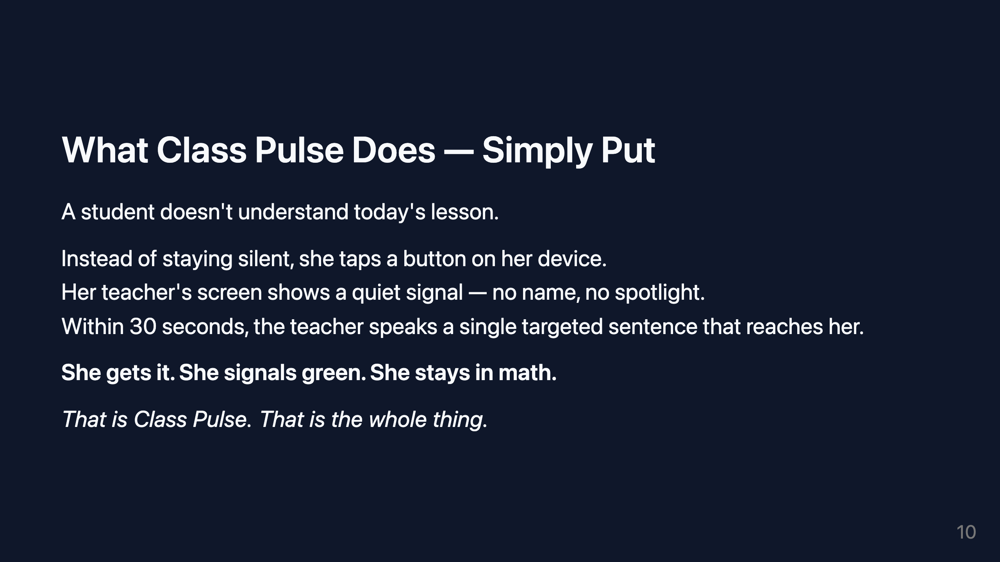 What Class Pulse Does — Simply Put
A student doesn't understand today's lesson.
Instead of staying silent, she taps a button on her device.
Her teacher's screen shows a quiet signal — no name, no spotlight.
Within 30 seconds, the teacher speaks a single targeted sentence that reaches her.
She gets it. She signals green. She stays in math.
That is Class Pulse. That is the whole thing.
10